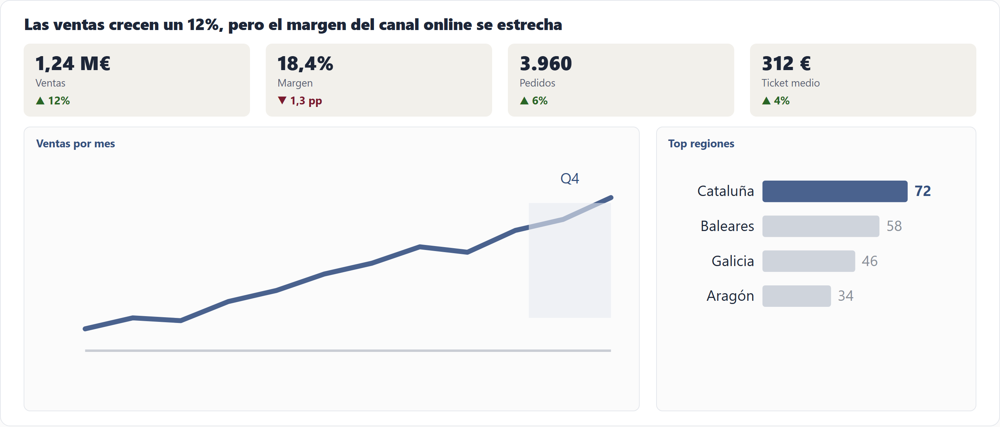 Las ventas crecen un 12%, pero el margen del canal online se estrecha
1,24 M€
Ventas
▲ 12%
18,4%
Margen
▼ 1,3 pp
3.960
Pedidos
▲ 6%
312 €
Ticket medio
▲ 4%
Ventas por mes
Q4
Top regiones
Cataluña 72
Baleares 58
Galicia 46
Aragón 34